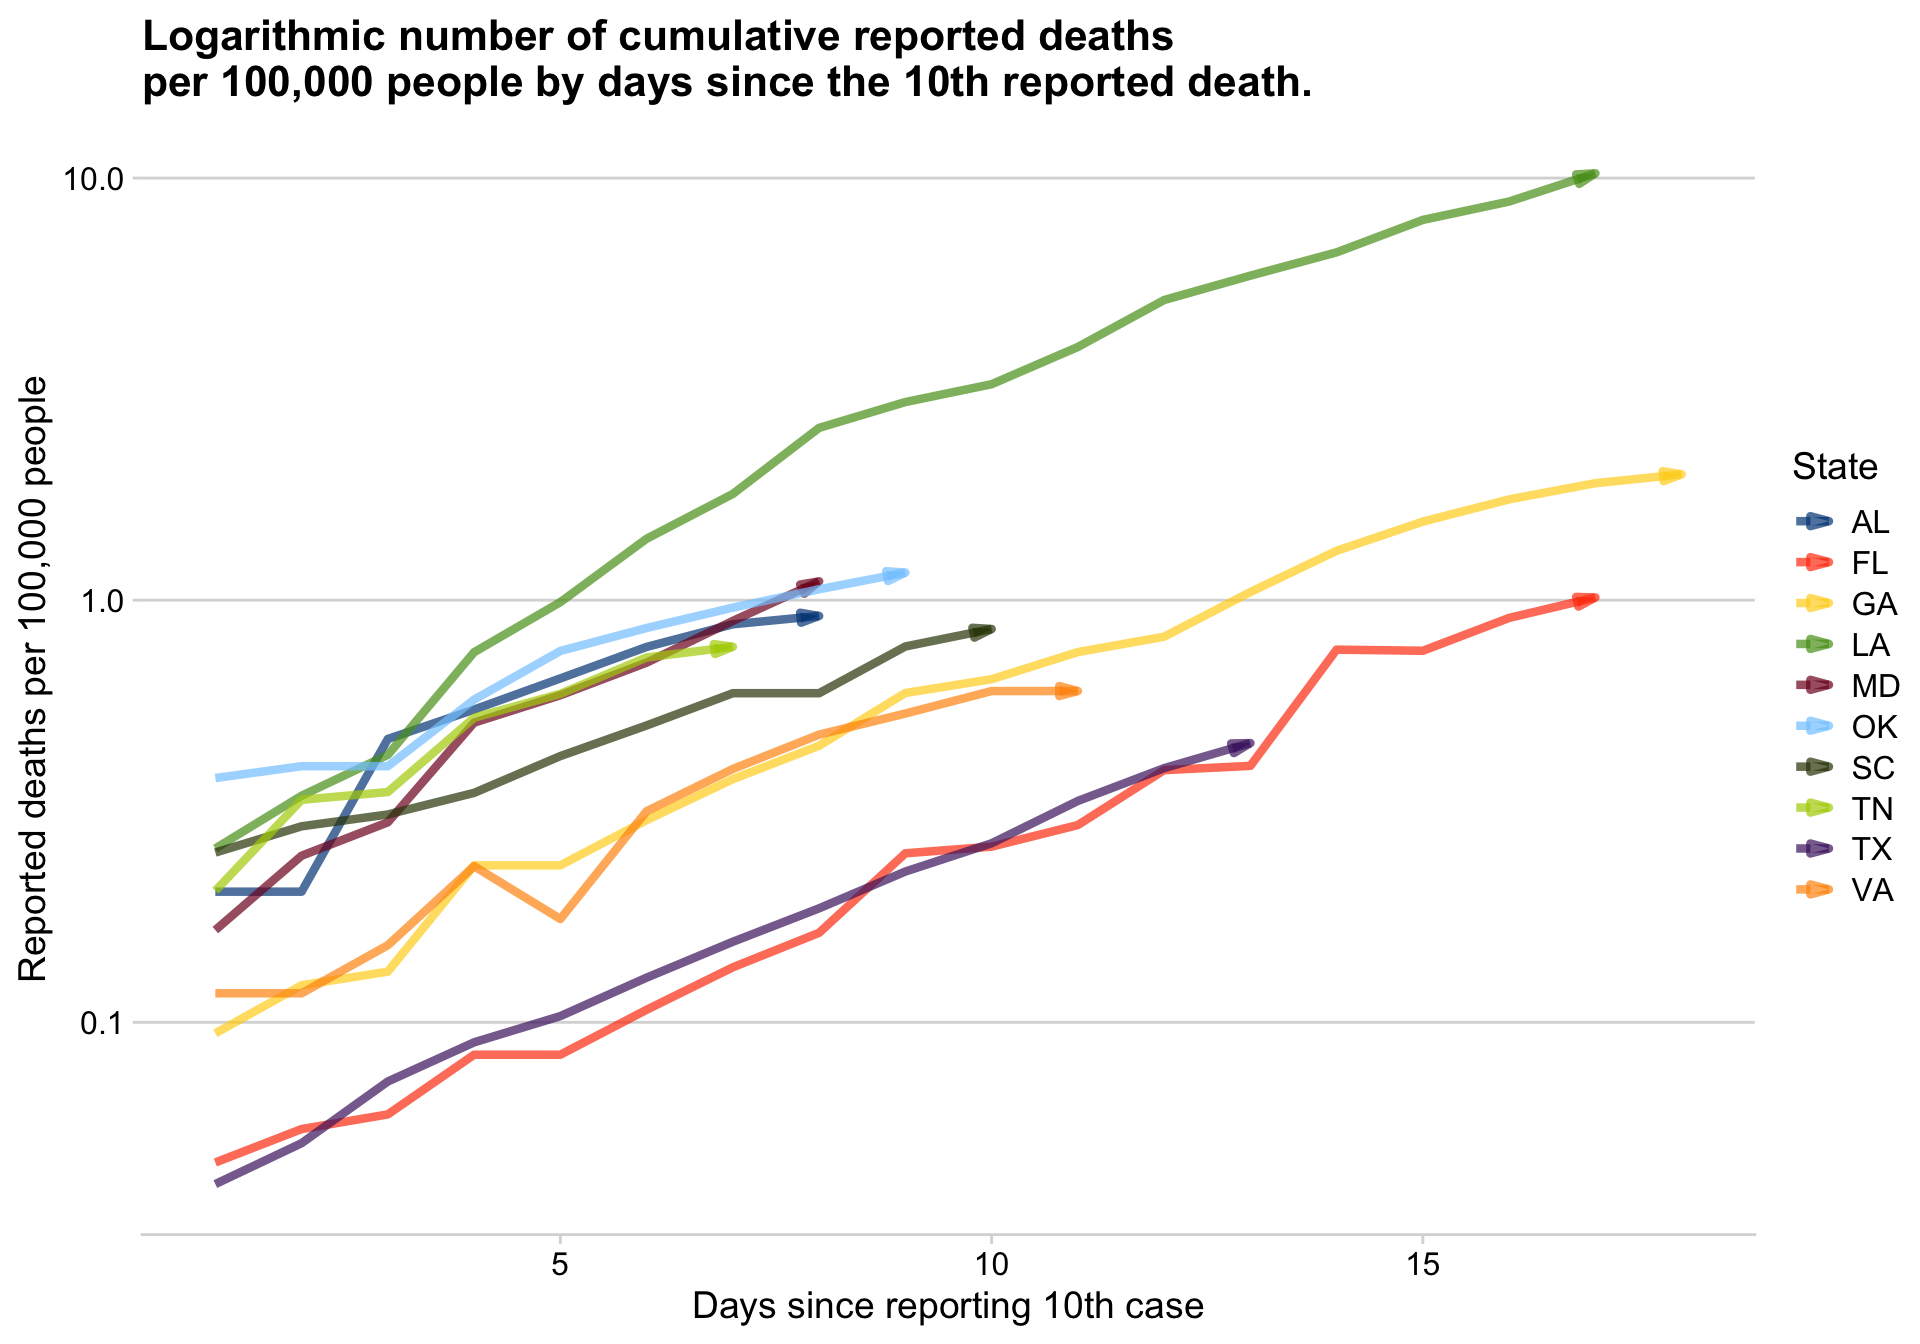 Logarithmic number of cumulative reported deaths
per 100,000 people by days since the 10th reported death.
10.0
1.0
0.1
Reported deaths per 100,000 people
5
10
15
Days since reporting 10th case
State
AL
FL
GA
LA
MD
OK
SC
TN
TX
VA